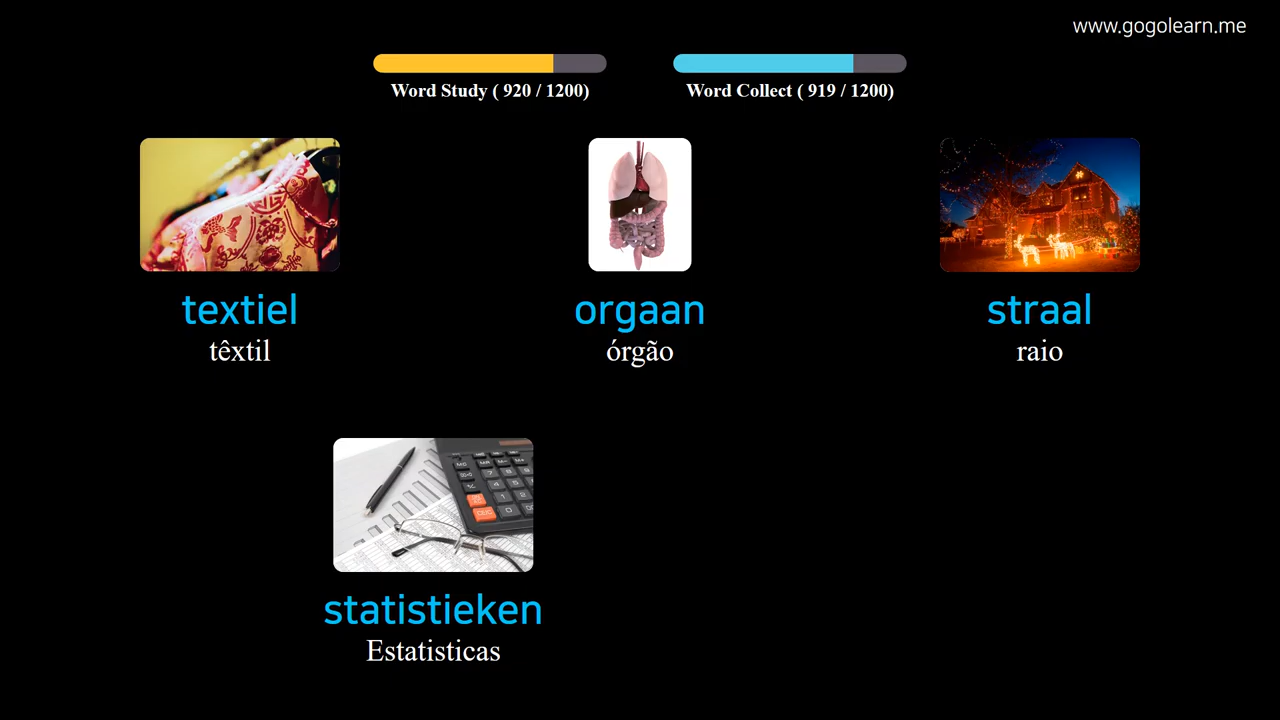 www.gogolearn.me
Word Study ( 920 / 1200)
Word Collect ( 919 / 1200)
textiel
têxtil
orgaan
órgão
straal
raio
statistieken
Estatisticas